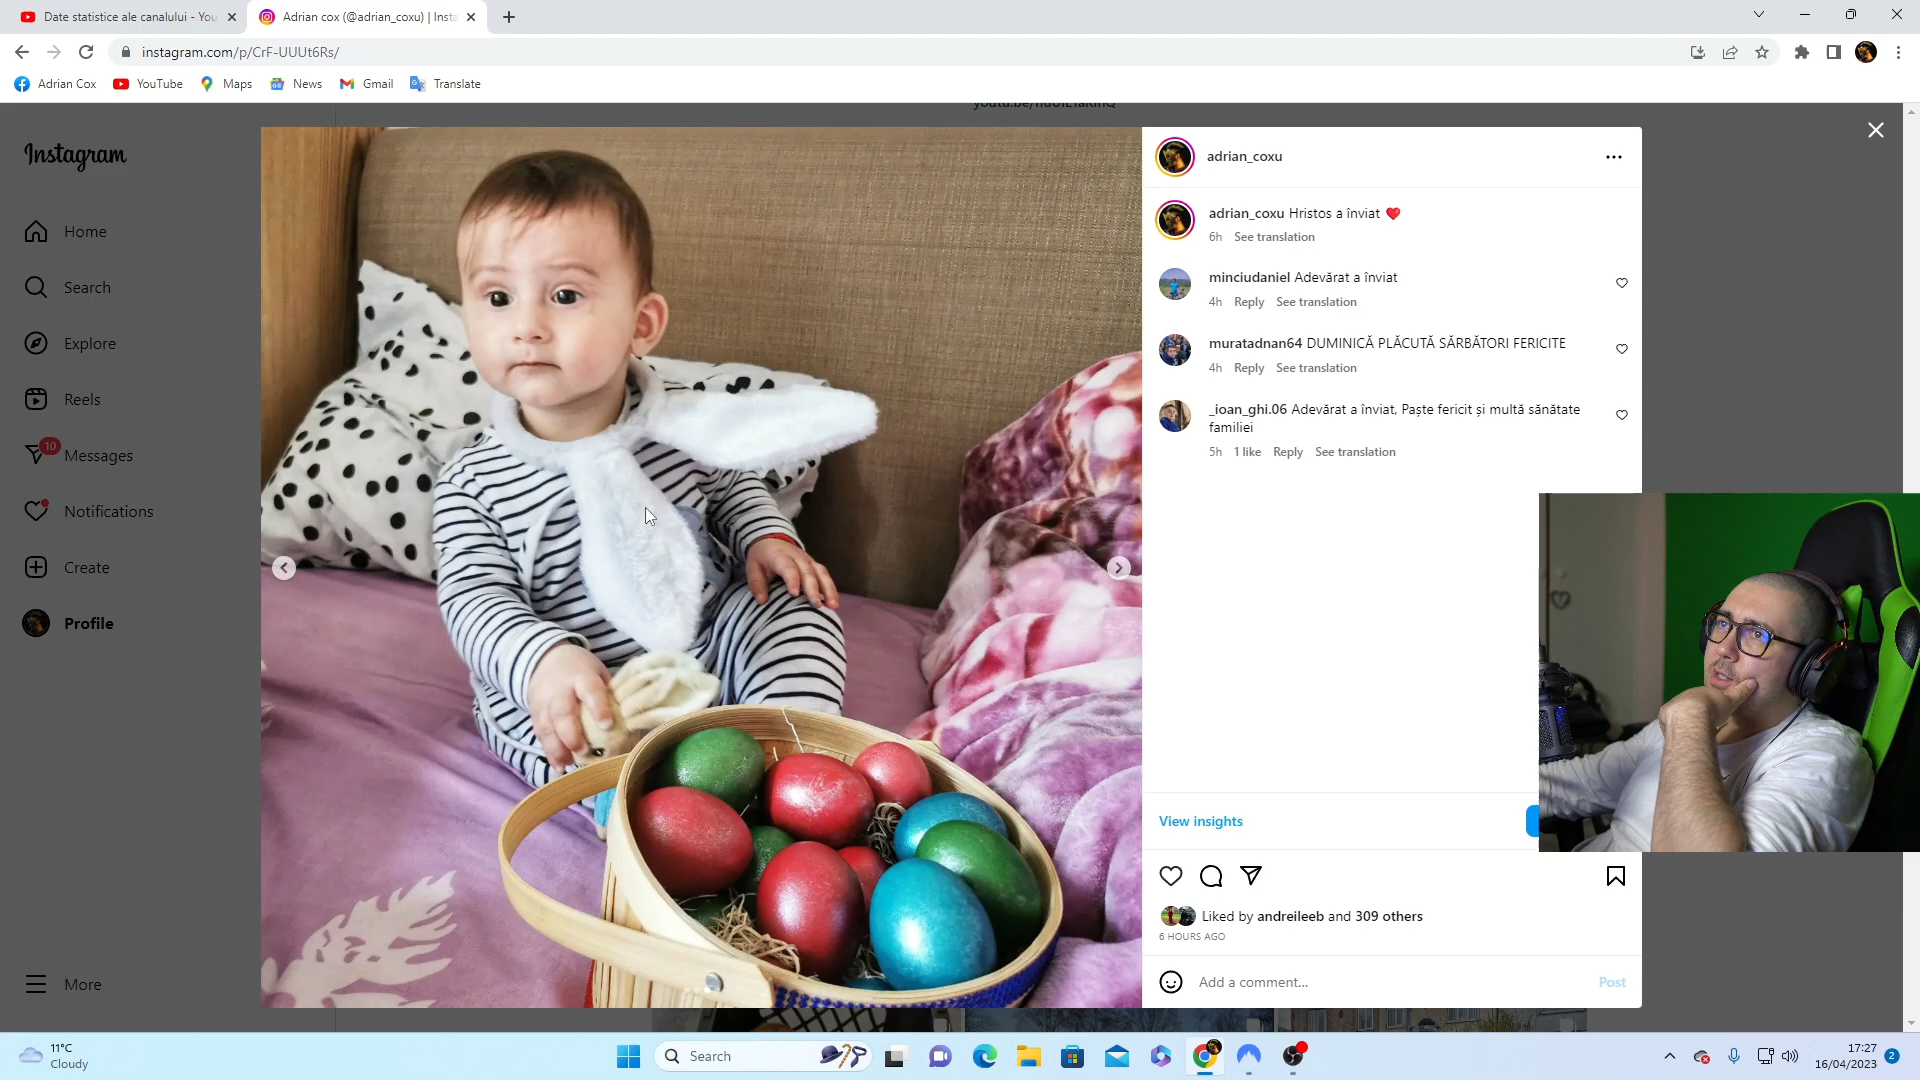 Date statistice ale canalului - You
Adrian cox (@adrian_coxu) | Insta
instagram.com/p/CrF-UUUt6Rs/
Adrian Cox
YouTube
Maps
News
Gmail
Translate
Instagram
Home
Search
Explore
Reels
10
Messages
Notifications
Create
Profile
More
adrian_coxu
adrian_coxu Hristos a înviat ❤️
6h See translation
minciudaniel Adevărat a înviat
4h Reply See translation
muratadnan64 DUMINICĂ PLĂCUTĂ SĂRBĂTORI FERICITE
4h Reply See translation
_ioan_ghi.06 Adevărat a înviat, Paște fericit și multă sănătate
familiei
5h 1 like Reply See translation
View insights
Liked by andreileeb and 309 others
6 HOURS AGO
Add a comment...
Post
11°C
Cloudy
Search
17:27
16/04/2023
2